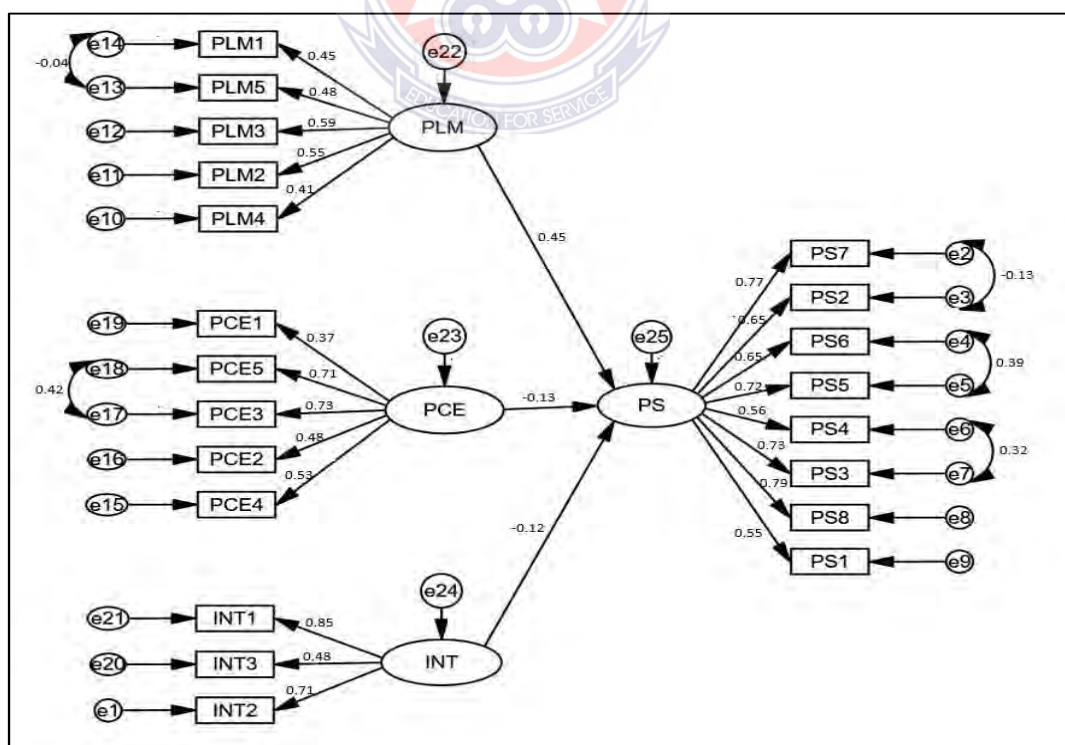 EDUCATION FOR SERVICE
e14 PLM1 0.45
-0.04
e13 PLM5 0.48
e12 PLM3 0.59
e11 PLM2 0.55
e10 PLM4 0.41
e22
PLM
0.45
e19 PCE1 0.37
e18 PCE5 0.71
0.42
e17 PCE3 0.73
e16 PCE2 0.48
e15 PCE4 0.53
e23
PCE
-0.13
e25
PS
e21 INT1 0.85
e20 INT3 0.48
e1 INT2 0.71
e24
INT
-0.12
0.77 PS7 e2
-0.13
0.65 PS2 e3
0.65 PS6 e4
0.39
0.72 PS5 e5
0.56 PS4 e6
0.32
0.73 PS3 e7
0.79 PS8 e8
0.55 PS1 e9